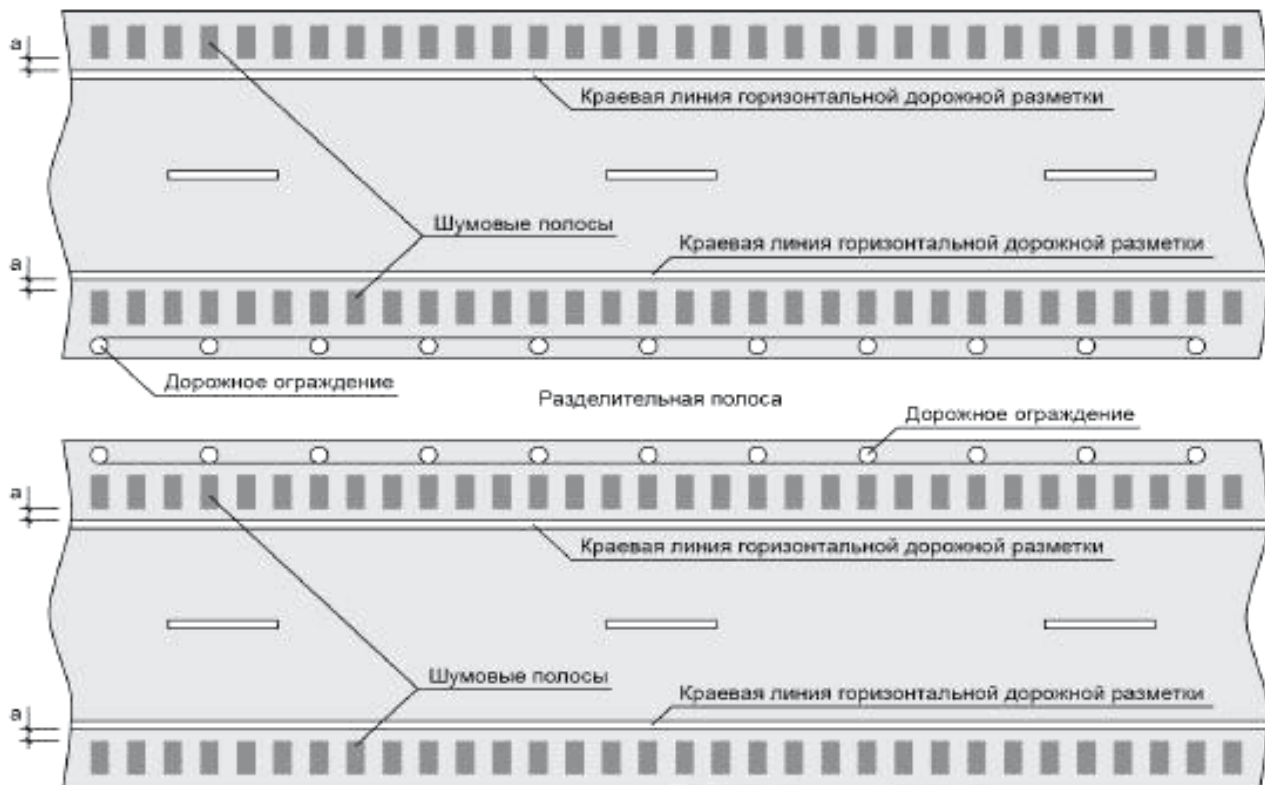 а
Краевая линия горизонтальной дорожной разметки
Шумовые полосы
Краевая линия горизонтальной дорожной разметки
а
Дорожное ограждение
Разделительная полоса
Дорожное ограждение
а
Краевая линия горизонтальной дорожной разметки
Шумовые полосы
Краевая линия горизонтальной дорожной разметки
а